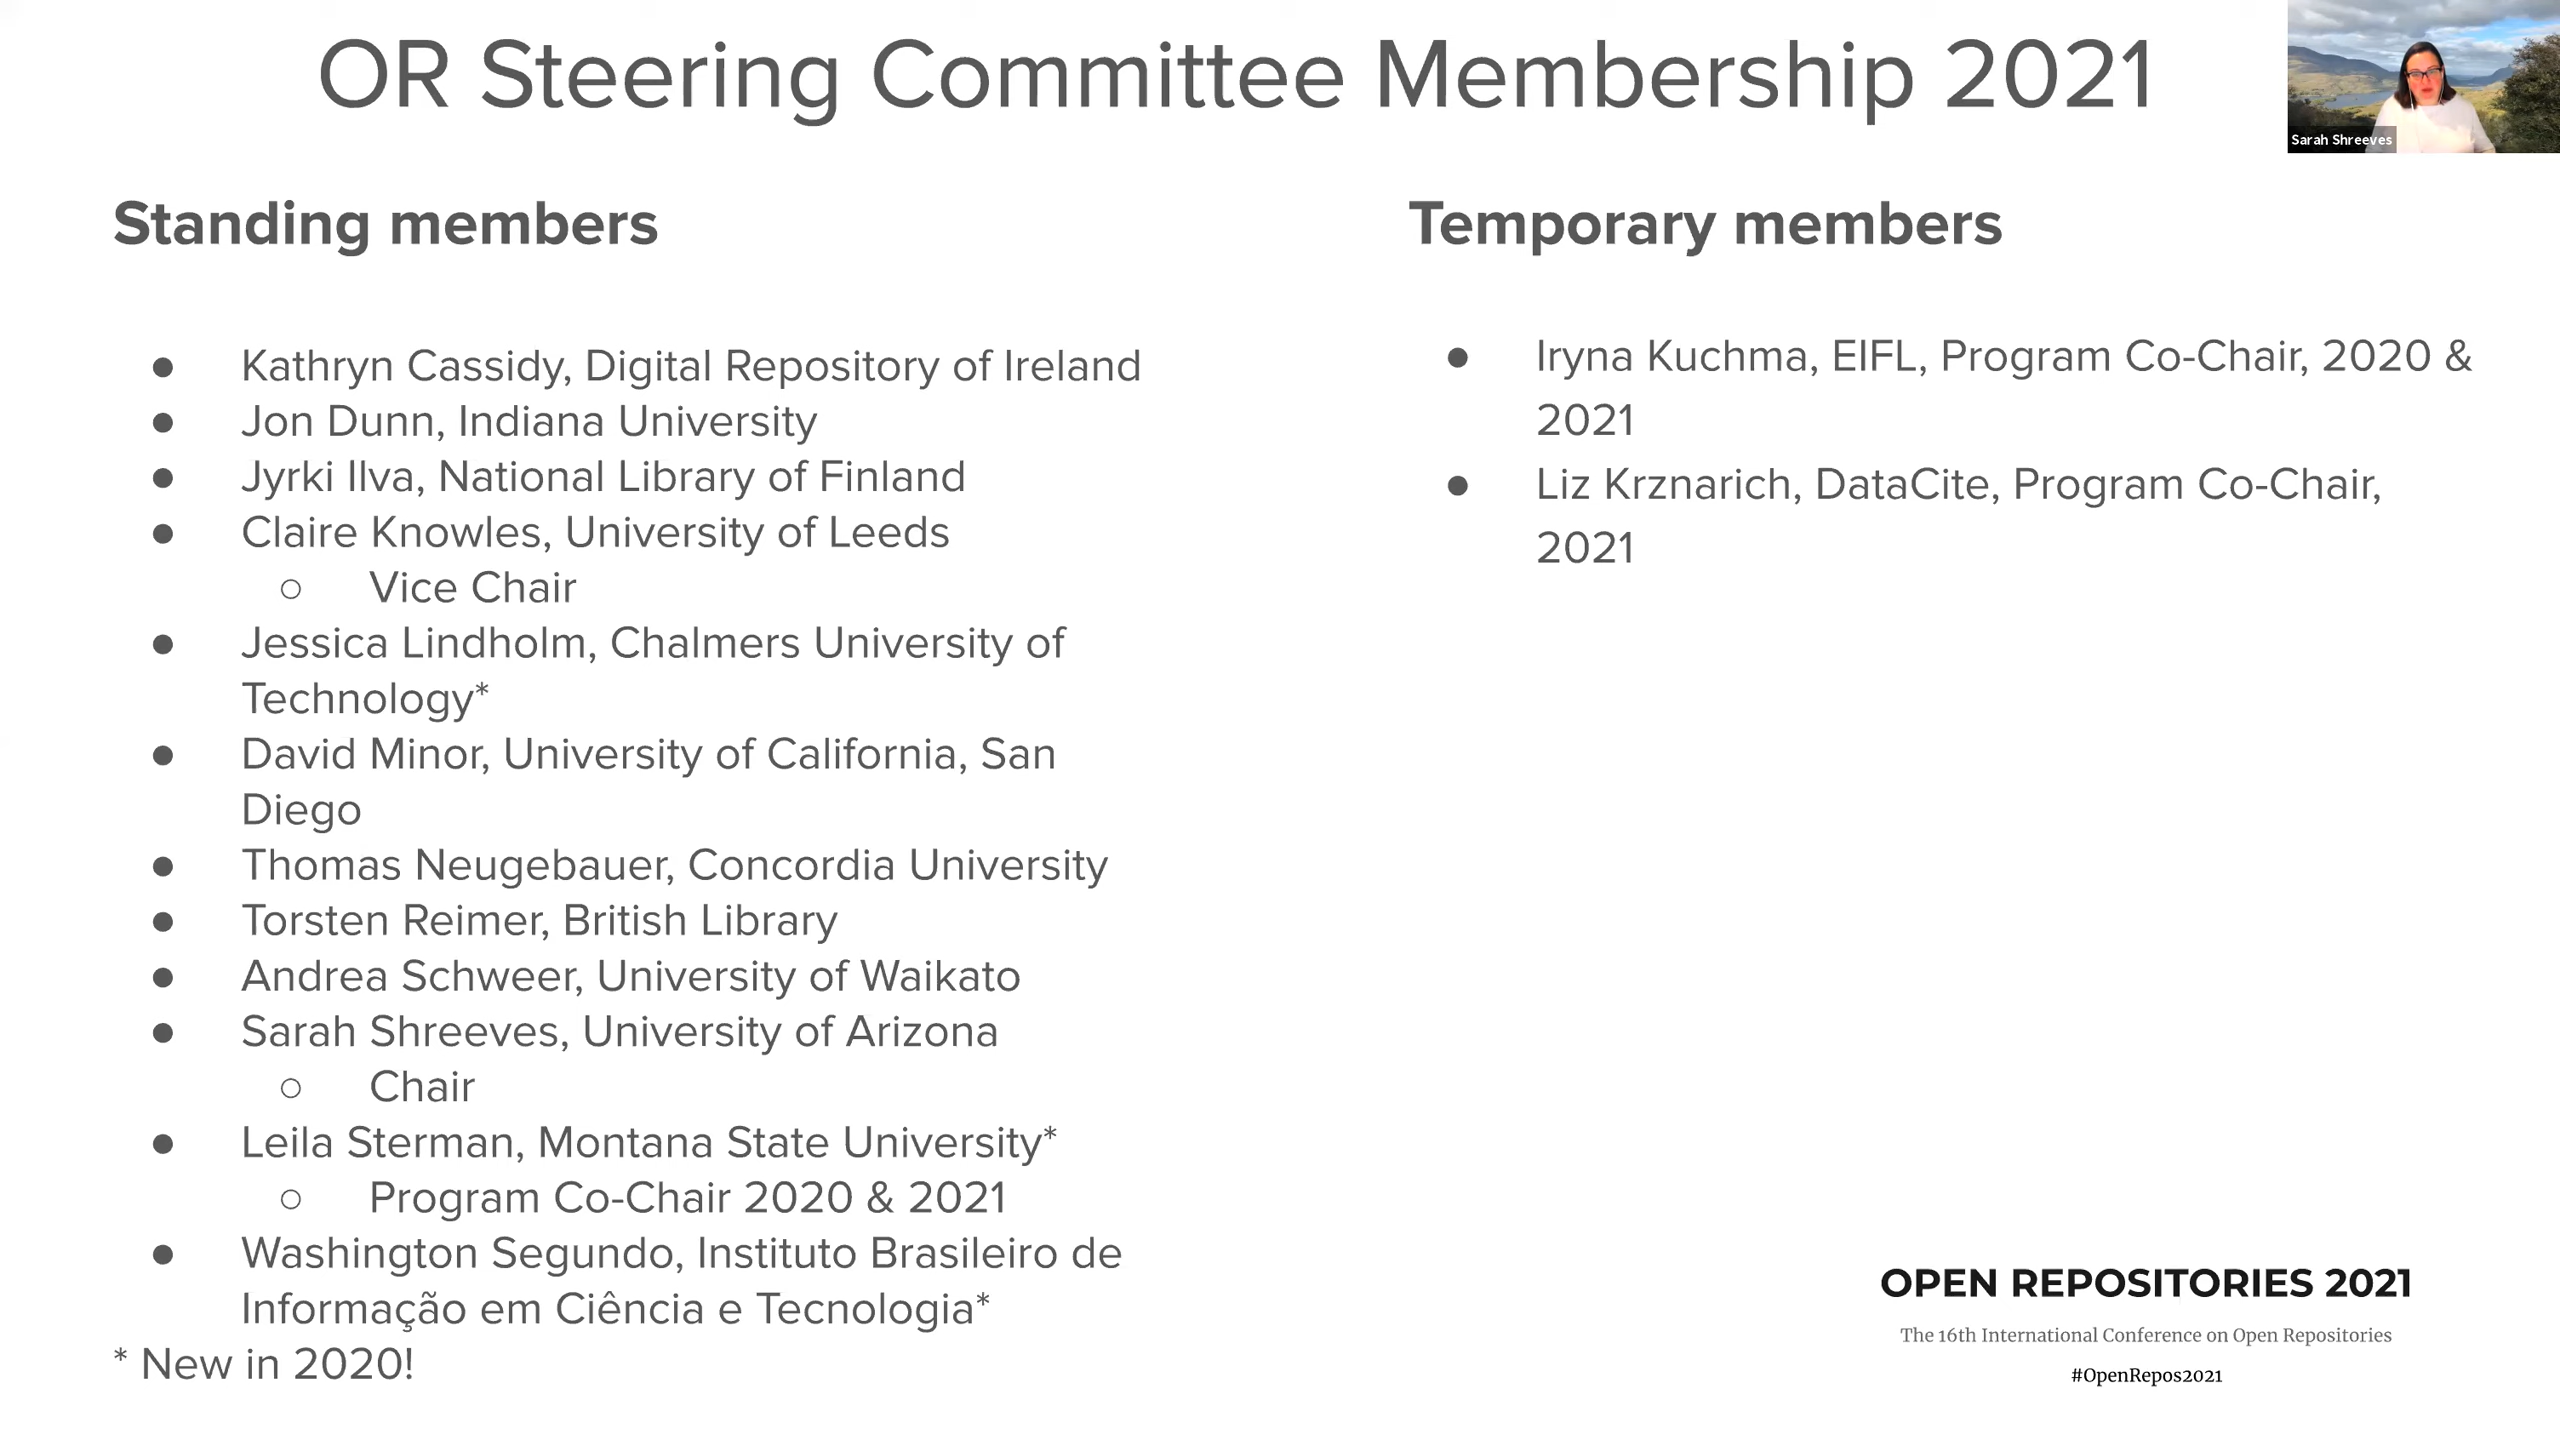 OR Steering Committee Membership 2021
Sarah Shreeves
Standing members
● Kathryn Cassidy, Digital Repository of Ireland
● Jon Dunn, Indiana University
● Jyrki Ilva, National Library of Finland
● Claire Knowles, University of Leeds
○ Vice Chair
● Jessica Lindholm, Chalmers University of
Technology*
● David Minor, University of California, San
Diego
● Thomas Neugebauer, Concordia University
● Torsten Reimer, British Library
● Andrea Schweer, University of Waikato
● Sarah Shreeves, University of Arizona
○ Chair
● Leila Sterman, Montana State University*
○ Program Co-Chair 2020 & 2021
● Washington Segundo, Instituto Brasileiro de
Informação em Ciência e Tecnologia*
* New in 2020!
Temporary members
● Iryna Kuchma, EIFL, Program Co-Chair, 2020 &
2021
● Liz Krznarich, DataCite, Program Co-Chair,
2021
OPEN REPOSITORIES 2021
The 16th International Conference on Open Repositories
#OpenRepos2021